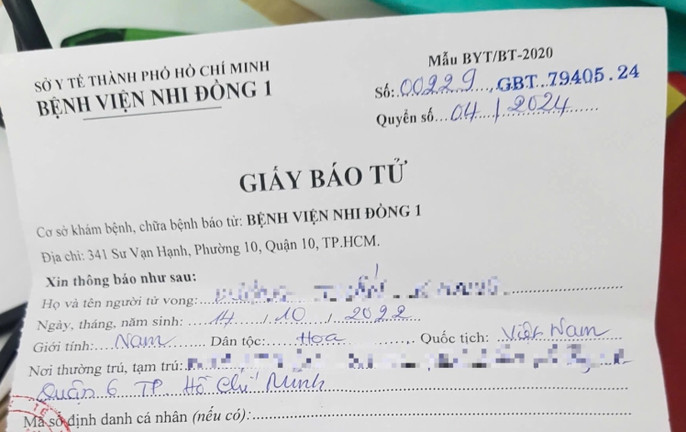 SỞ Y TẾ THÀNH PHỐ HỒ CHÍ MINH
BỆNH VIỆN NHI ĐỒNG 1
Mẫu BYT/BT-2020
Số: 00229, GBT 79405.24
Quyển số 04/2024
GIẤY BÁO TỬ
Cơ sở khám bệnh, chữa bệnh báo tử: BỆNH VIỆN NHI ĐỒNG 1
Địa chỉ: 341 Sư Vạn Hạnh, Phường 10, Quận 10, TP.HCM.
Xin thông báo như sau:
Họ và tên người tử vong:
Ngày, tháng, năm sinh: 14 / 10 / 2022
Giới tính: Nam Dân tộc: Hoa, Quốc tịch: Việt Nam
Nơi thường trú, tạm trú:
Quận 6 TP. Hồ Chí Minh
Mã số định danh cá nhân (nếu có):